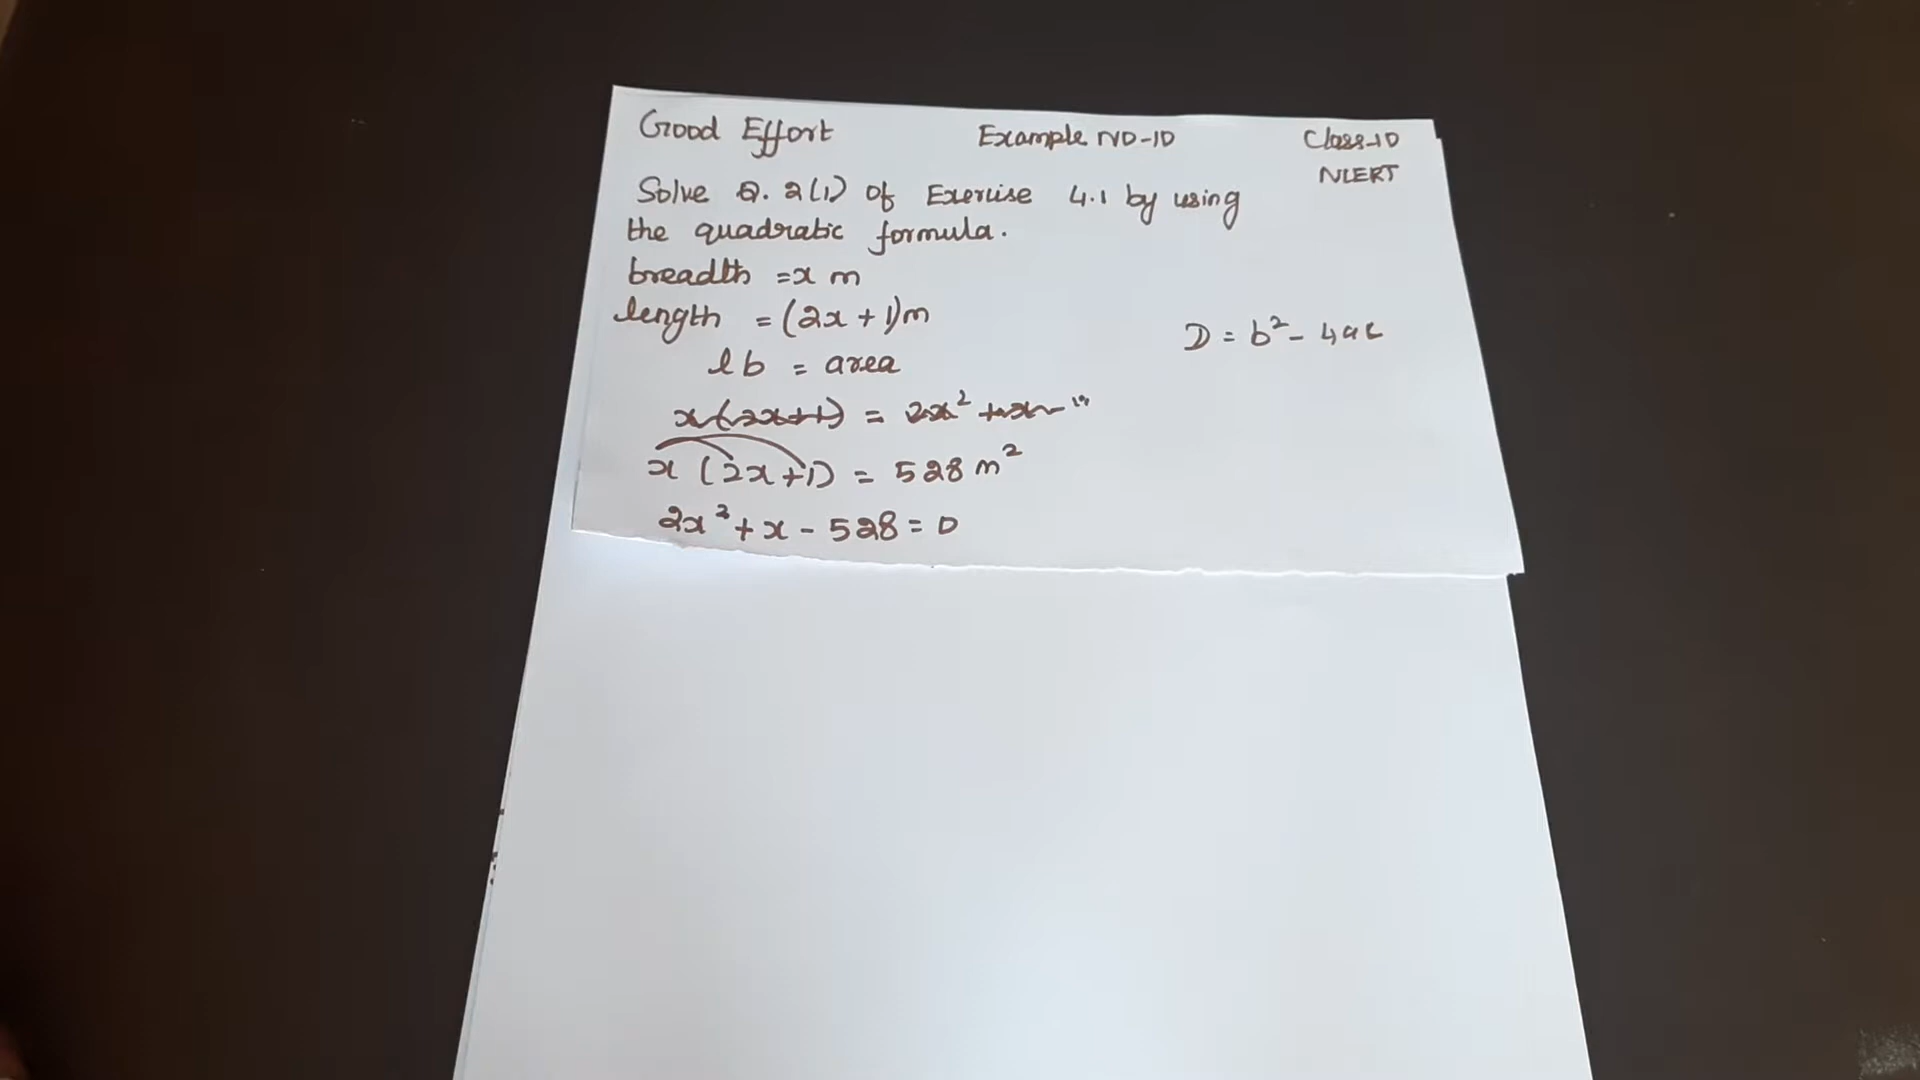 Good Effort Example NO-10 Class-10
NCERT
Solve Q. 2(i) of Exercise 4.1 by using
the quadratic formula.
breadth = x m
length = (2x + 1)m
D = b² - 4ac
l b = area
x(2x+1) = 2x² + x
x (2x+1) = 528 m²
2x² + x - 528 = 0